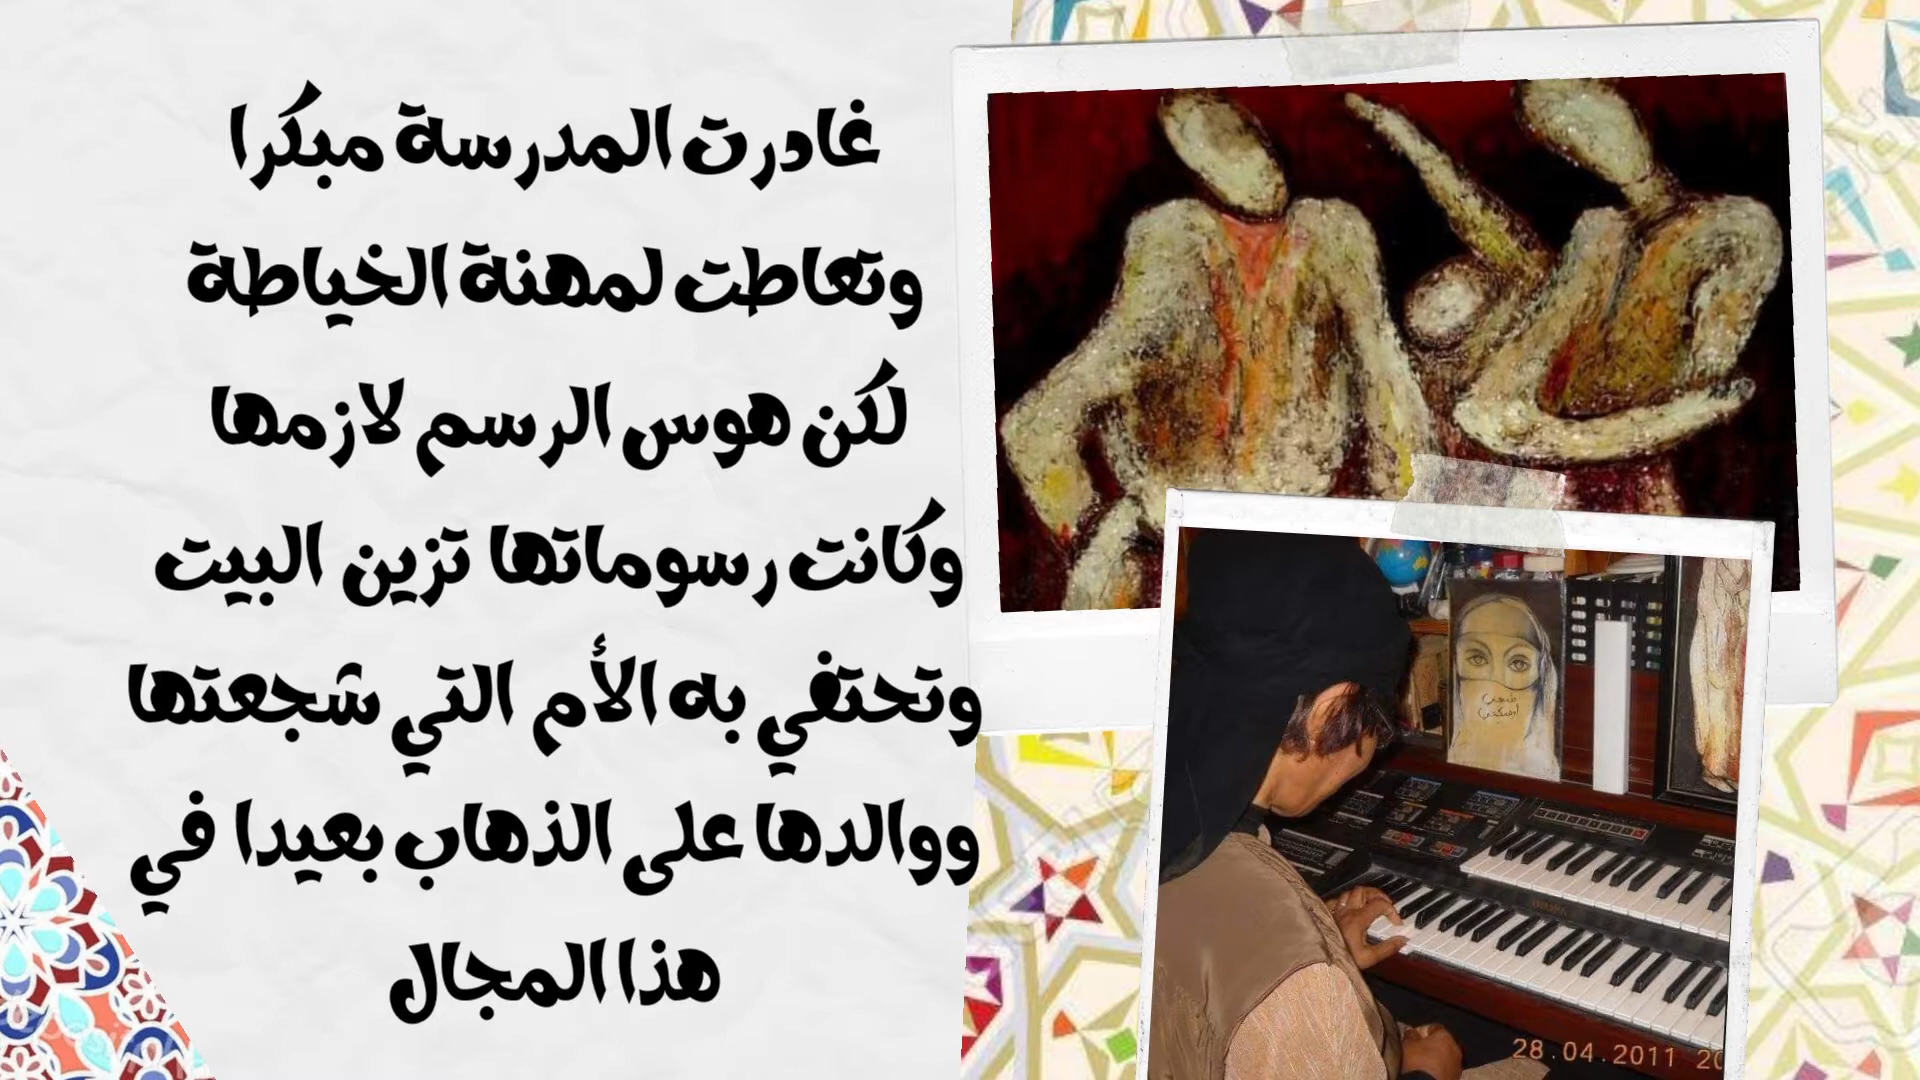 غادرت المدرسة مبكرا
وتعاطت لمهنة الخياطة
لكن هوس الرسم لازمها
وكانت رسوماتها تزين البيت
وتحتفي به الأم التي شجعتها
ووالدها على الذهاب بعيدا في
هذا المجال
28.04.2011 20